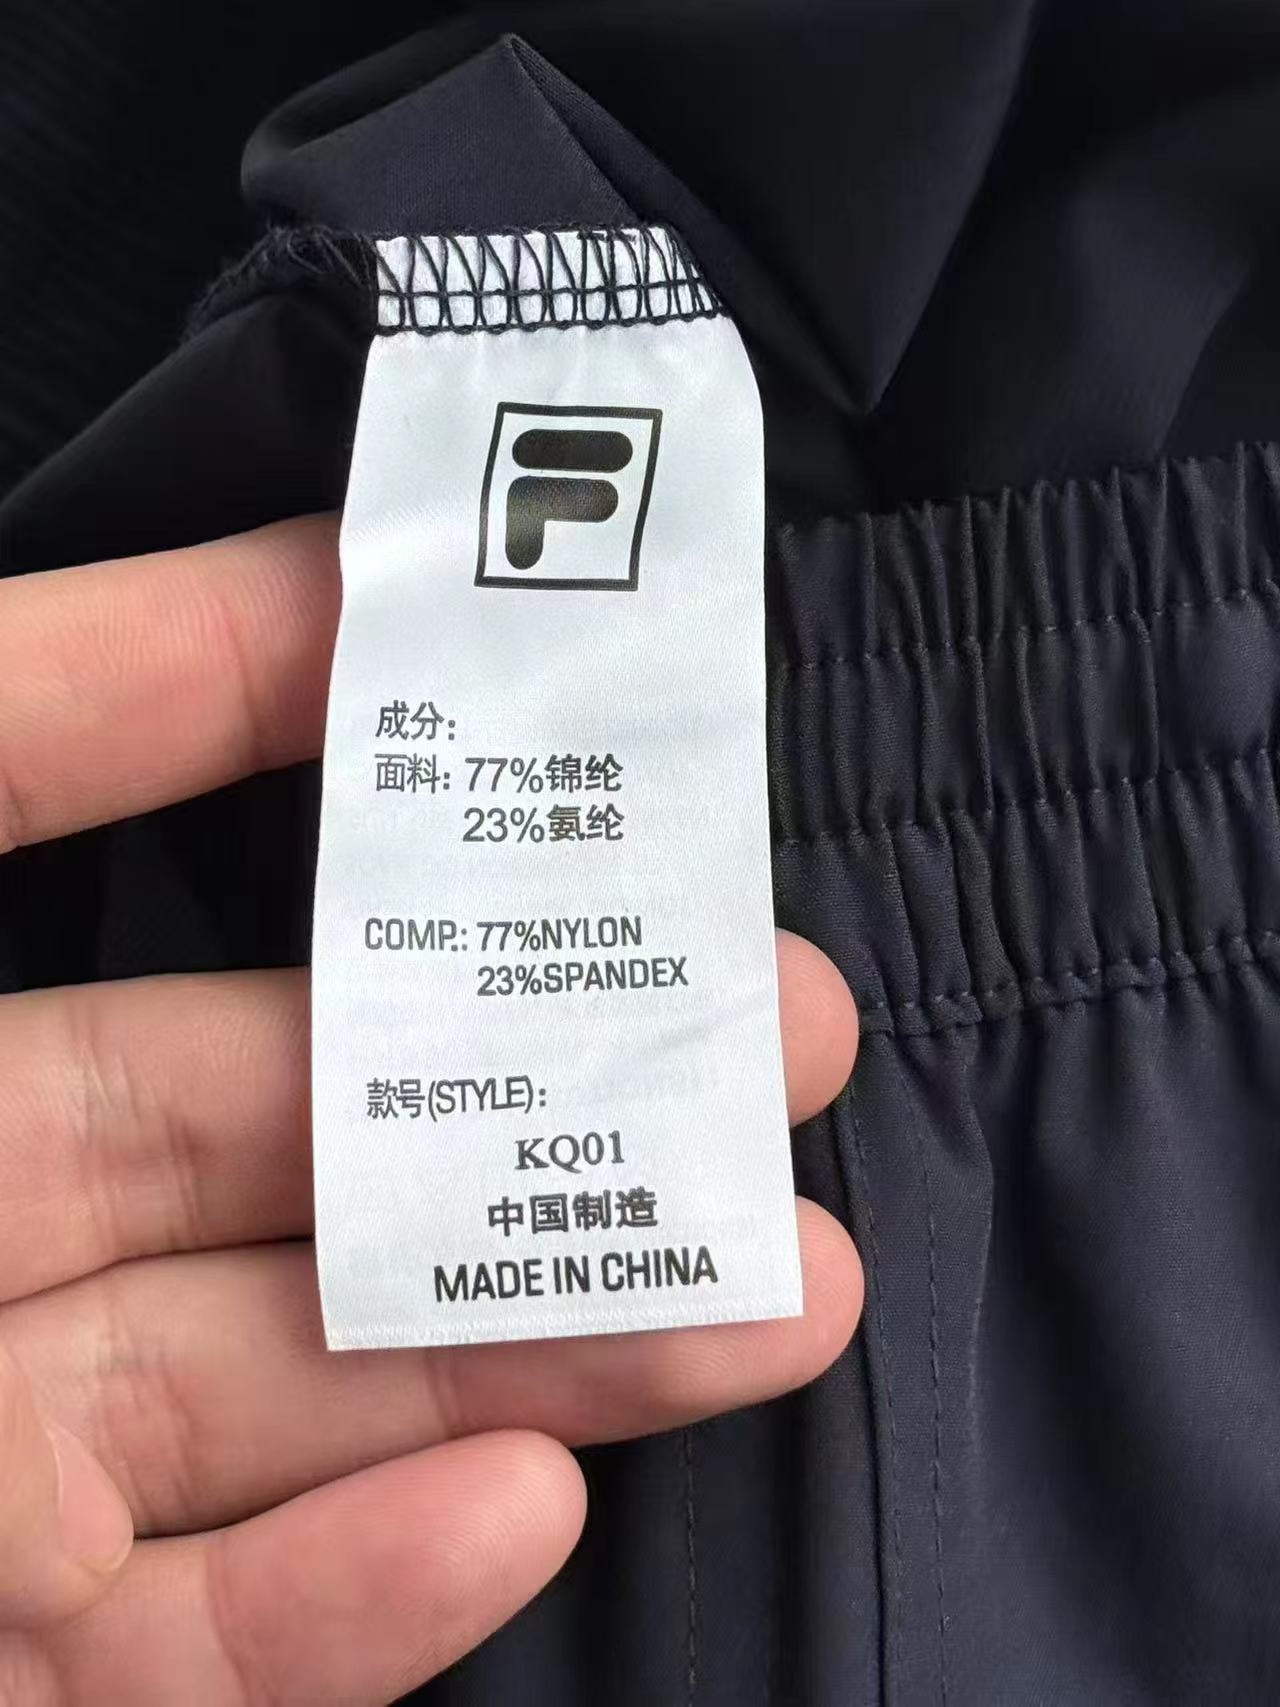 F
成分:
面料: 77%锦纶
23%氨纶
COMP.: 77%NYLON
23%SPANDEX
款号(STYLE):
KQ01
中国制造
MADE IN CHINA